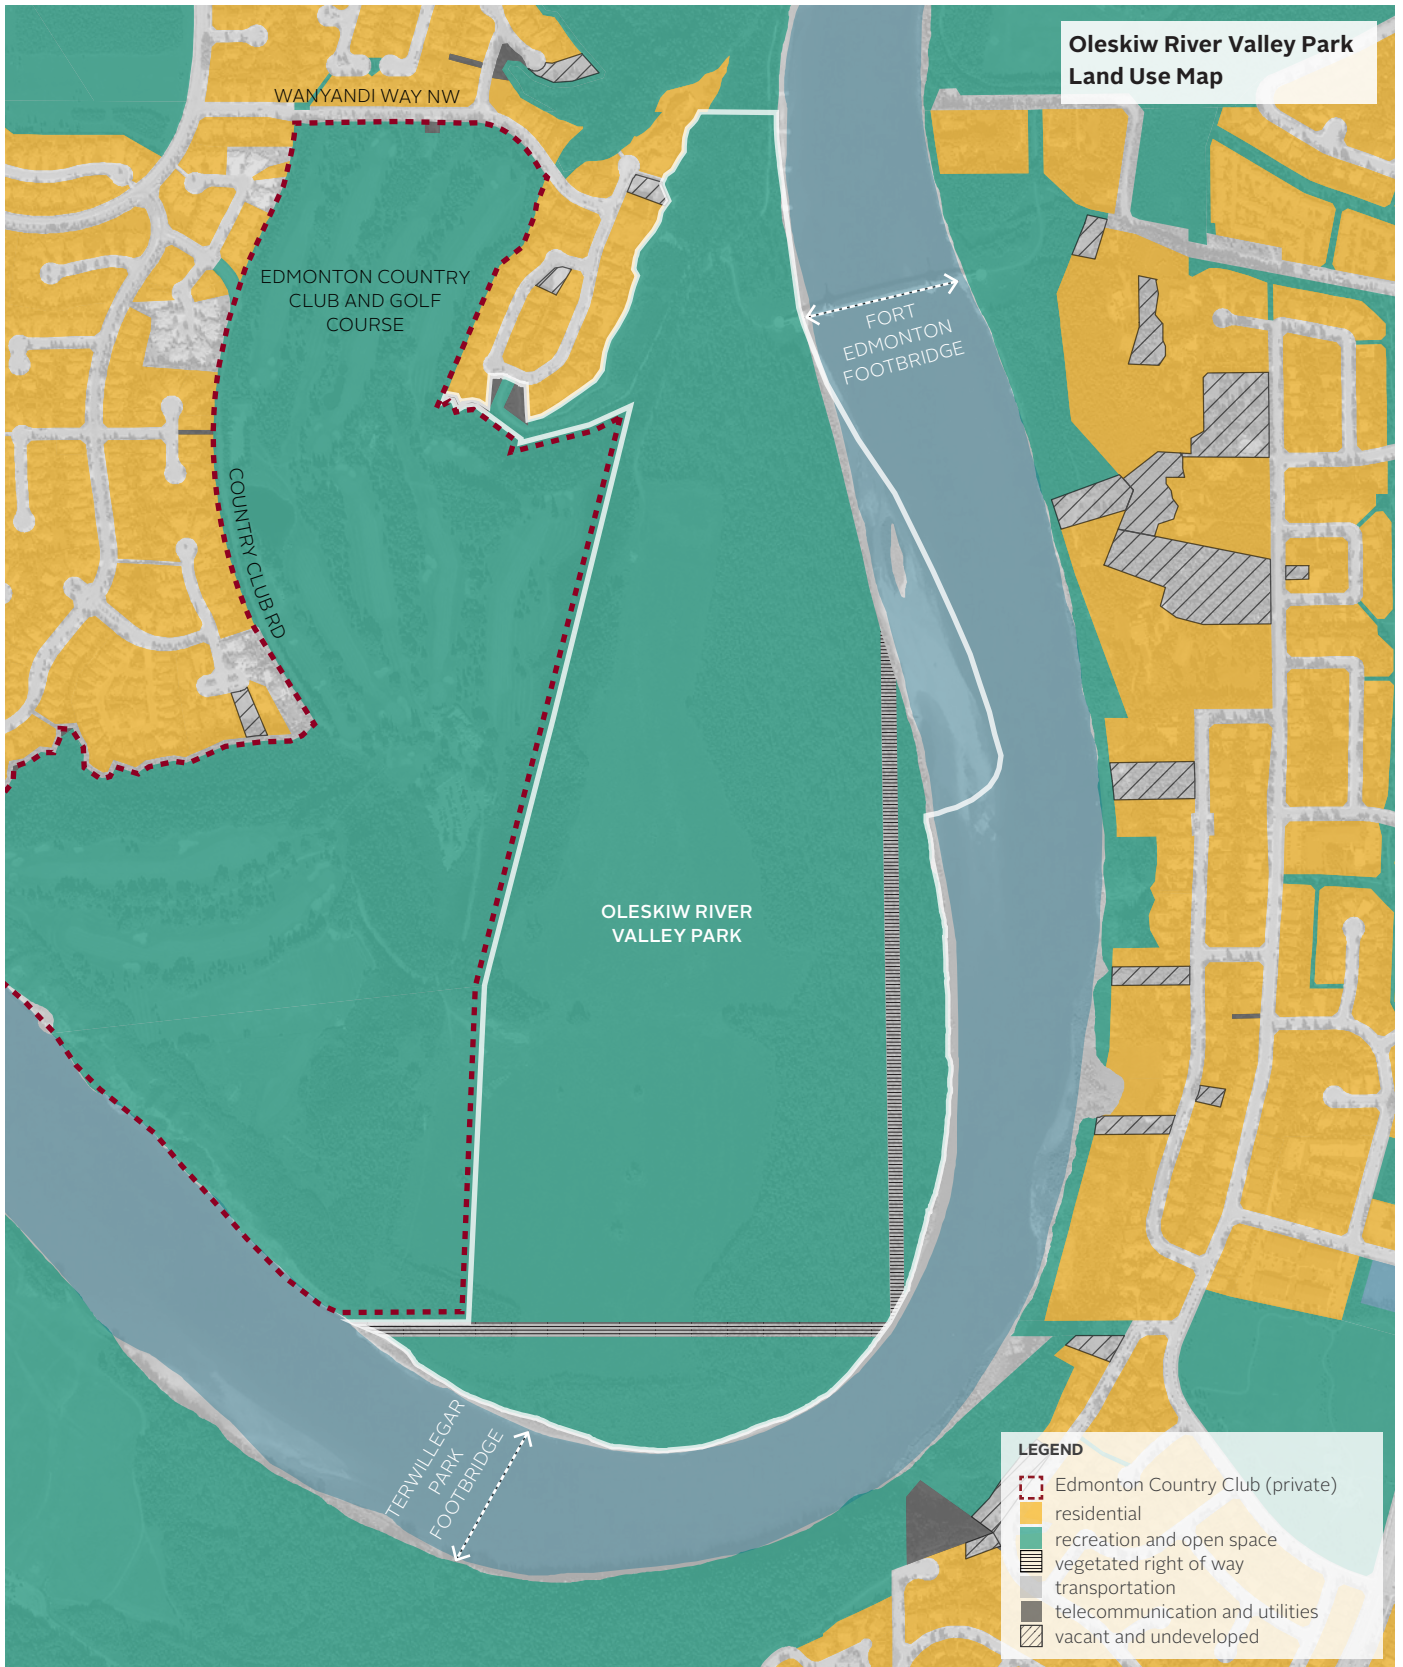 Oleskiw River Valley Park
Land Use Map
WANYANDI WAY NW
EDMONTON COUNTRY
CLUB AND GOLF
COURSE
FORT
EDMONTON
FOOTBRIDGE
COUNTRY CLUB RD
OLESKIW RIVER
VALLEY PARK
TERWILLEGAR
PARK
FOOTBRIDGE
LEGEND
Edmonton Country Club (private)
residential
recreation and open space
vegetated right of way
transportation
telecommunication and utilities
vacant and undeveloped